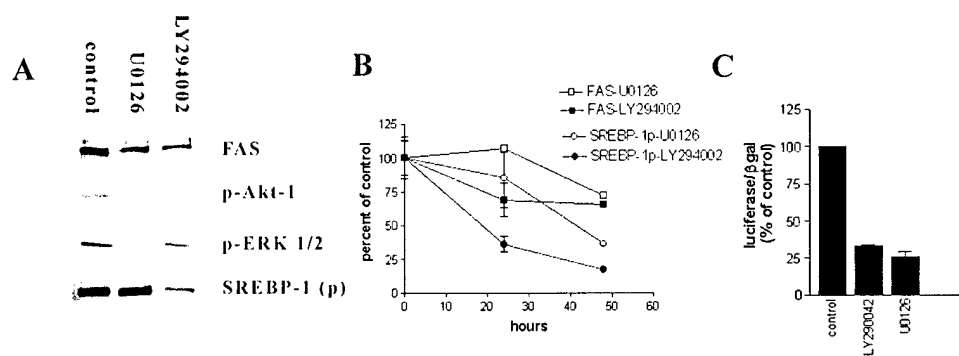 A
control
U0126
LY294002
FAS
p-Akt-1
p-ERK 1/2
SREBP-1 (p)
B
FAS-U0126
FAS-LY294002
SREBP-1p-U0126
SREBP-1p-LY294002
percent of control
125
100
75
50
25
0
0 10 20 30 40 50 60
hours
C
luciferase/βgal
(% of control)
125
100
75
50
25
0
control
LY290042
U0126